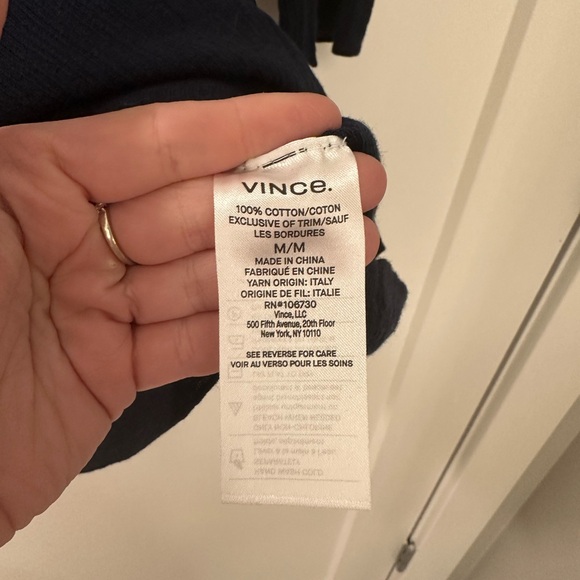 VINCe.
100% COTTON/COTON
EXCLUSIVE OF TRIM/SAUF
LES BORDURES
M/M
MADE IN CHINA
FABRIQUÉ EN CHINE
YARN ORIGIN: ITALY
ORIGINE DE FIL: ITALIE
RN#106730
Vince, LLC
500 Fifth Avenue, 20th Floor
New York, NY 10110
SEE REVERSE FOR CARE
VOIR AU VERSO POUR LES SOINS